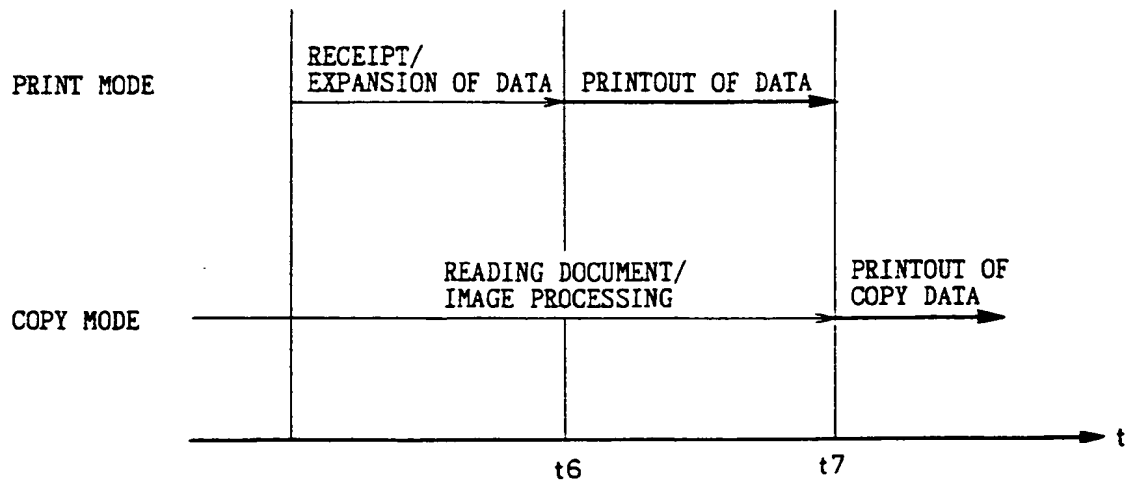 RECEIPT/
PRINT MODE EXPANSION OF DATA PRINTOUT OF DATA
READING DOCUMENT/
IMAGE PROCESSING
PRINTOUT OF
COPY DATA
COPY MODE
t
t6 t7